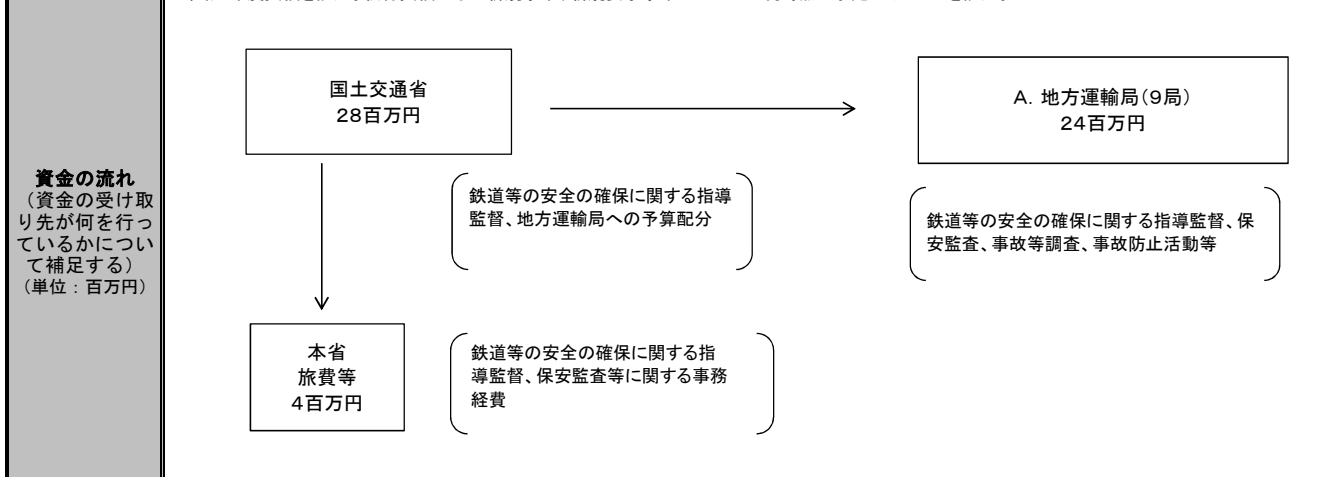 資金の流れ
（資金の受け取
り先が何を行っ
ているかについ
て補足する）
（単位：百万円）
国土交通省
28百万円
A．地方運輸局（9局）
24百万円
鉄道等の安全の確保に関する指導
監督、地方運輸局への予算配分
鉄道等の安全の確保に関する指導監督、保
安監査、事故等調査、事故防止活動等
本省
旅費等
4百万円
鉄道等の安全の確保に関する指
導監督、保安監査等に関する事務
経費